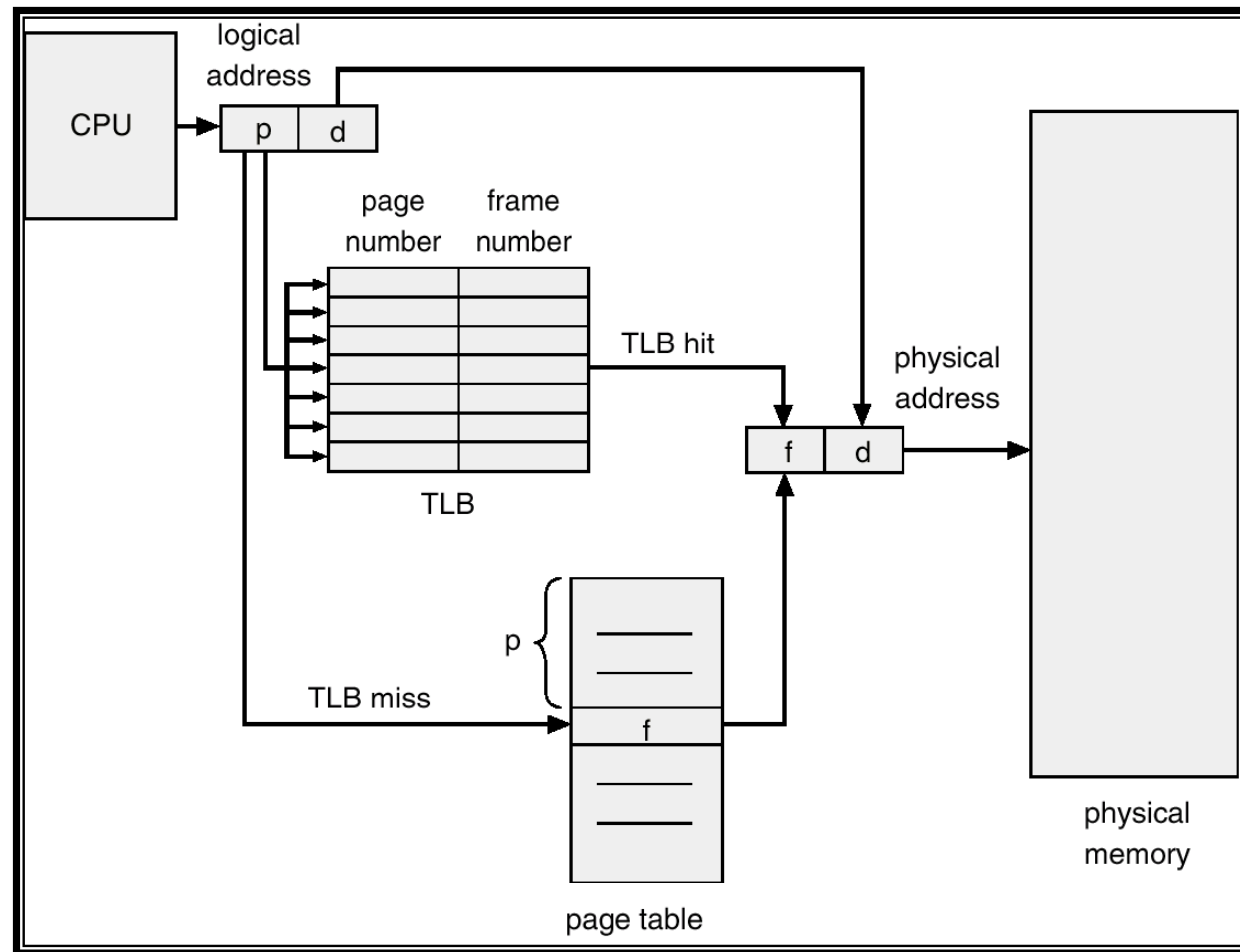 logical
address
CPU
p
d
page
number
frame
number
TLB hit
physical
address
f
d
TLB
p
TLB miss
f
physical
memory
page table